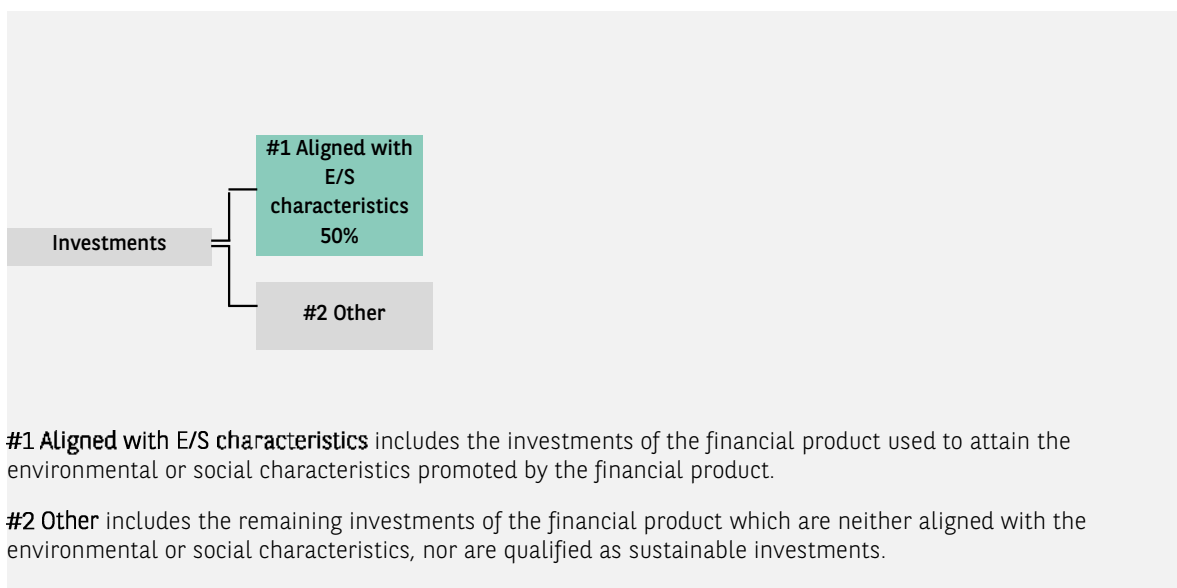 #1 Aligned with
E/S
characteristics
50%
Investments
#2 Other
#1 Aligned with E/S characteristics includes the investments of the financial product used to attain the
environmental or social characteristics promoted by the financial product.
#2 Other includes the remaining investments of the financial product which are neither aligned with the
environmental or social characteristics, nor are qualified as sustainable investments.